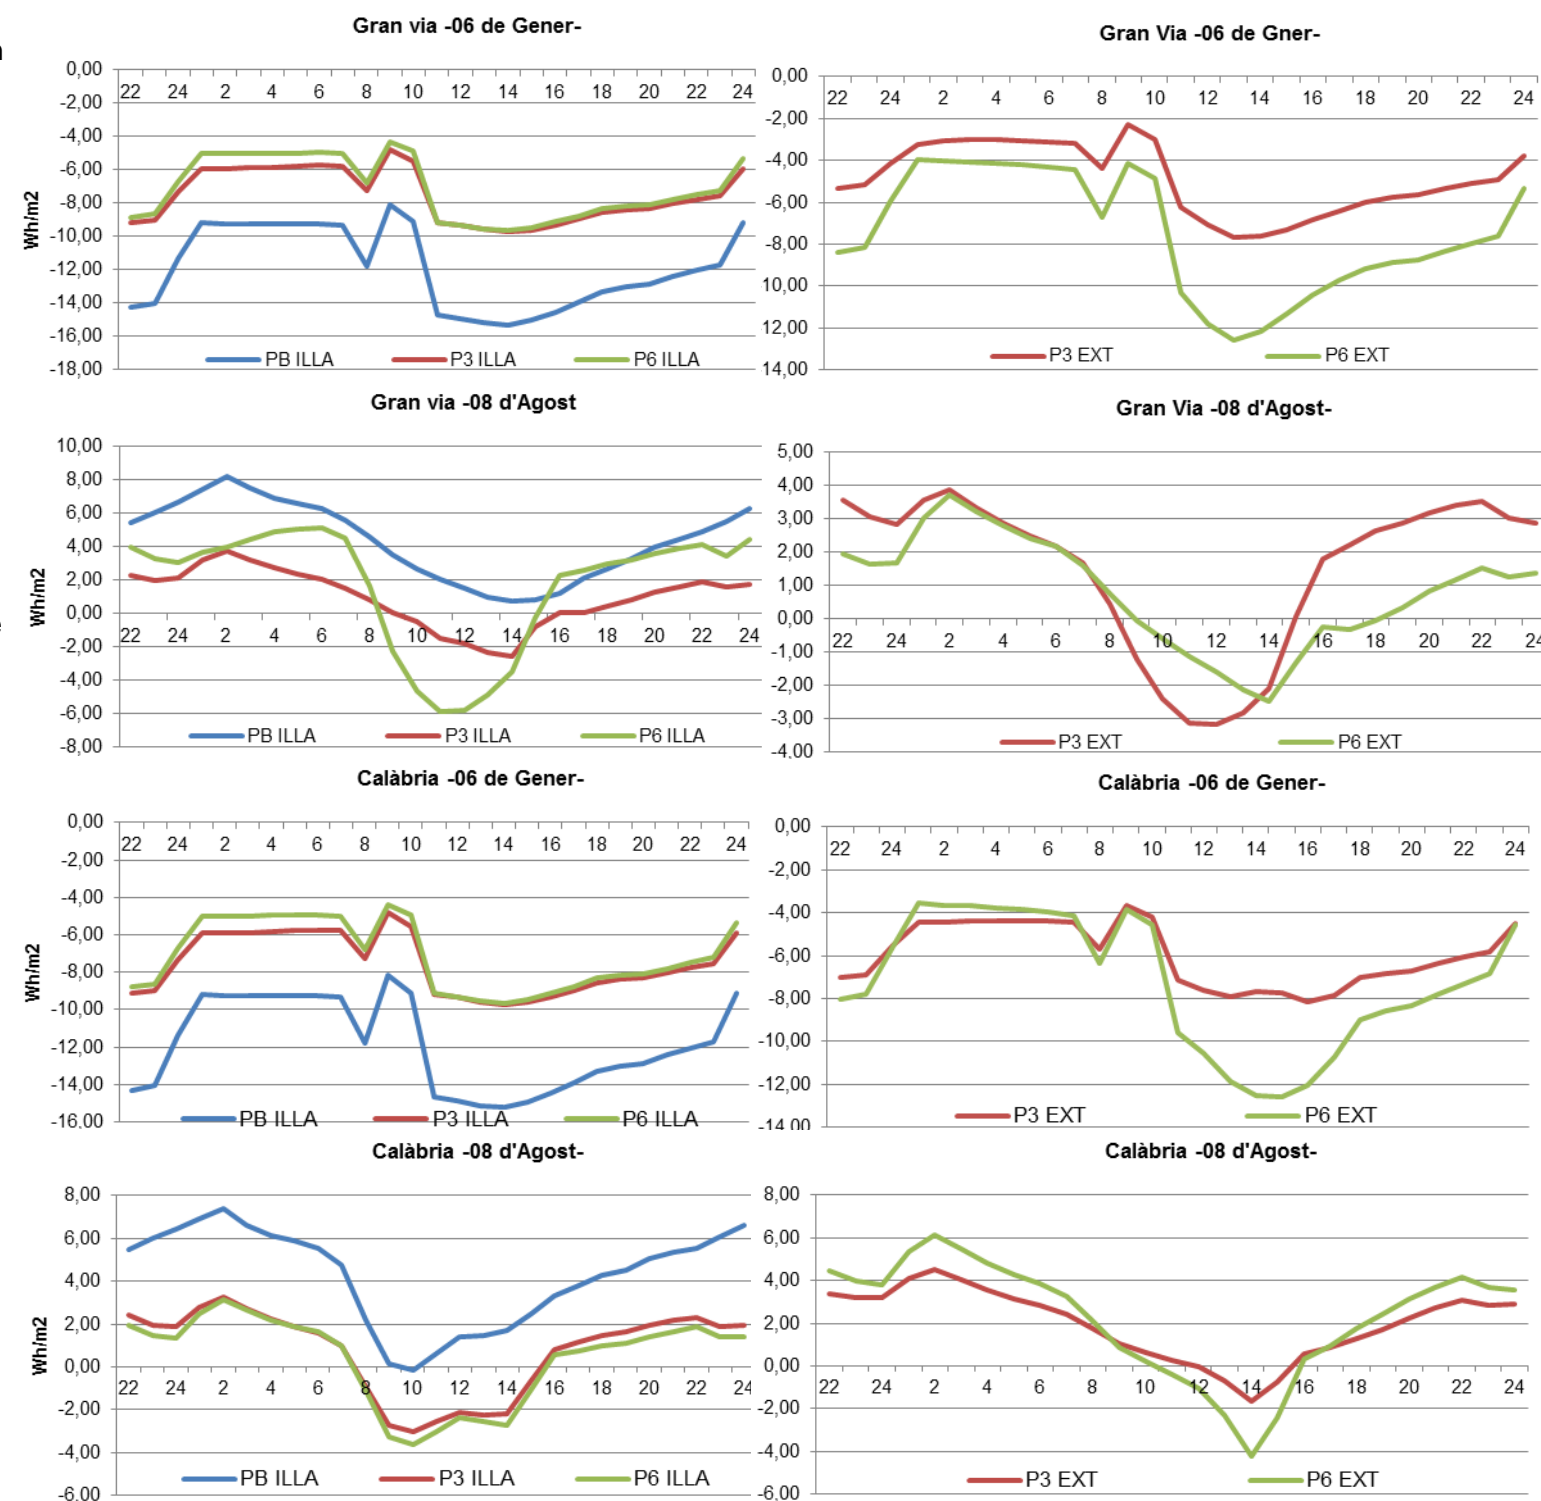 Gran via -06 de Gener-
0,00
-2,00
-4,00
-6,00
-8,00
-10,00
-12,00
-14,00
-16,00
-18,00
22 24 2 4 6 8 10 12 14 16 18 20 22 24
Wh/m2
PB ILLA P3 ILLA P6 ILLA
Gran Via -06 de Gner-
0,00
-2,00
-4,00
-6,00
-8,00
10,00
12,00
14,00
22 24 2 4 6 8 10 12 14 16 18 20 22 24
P3 EXT P6 EXT
Gran via -08 d'Agost
10,00
8,00
6,00
4,00
2,00
0,00
-2,00
-4,00
-6,00
-8,00
22 24 2 4 6 8 10 12 14 16 18 20 22 24
Wh/m2
PB ILLA P3 ILLA P6 ILLA
Gran Via -08 d'Agost-
5,00
4,00
3,00
2,00
1,00
0,00
-1,00
-2,00
-3,00
-4,00
22 24 2 4 6 8 10 12 14 16 18 20 22 24
P3 EXT P6 EXT
Calàbria -06 de Gener-
0,00
-2,00
-4,00
-6,00
-8,00
-10,00
-12,00
-14,00
-16,00
22 24 2 4 6 8 10 12 14 16 18 20 22 24
Wh/m2
PB ILLA P3 ILLA P6 ILLA
Calàbria -06 de Gener-
0,00
-2,00
-4,00
-6,00
-8,00
-10,00
-12,00
-14,00
22 24 2 4 6 8 10 12 14 16 18 20 22 24
P3 EXT P6 EXT
Calàbria -08 d'Agost-
8,00
6,00
4,00
2,00
0,00
-2,00
-4,00
-6,00
22 24 2 4 6 8 10 12 14 16 18 20 22 24
Wh/m2
PB ILLA P3 ILLA P6 ILLA
Calàbria -08 d'Agost-
8,00
6,00
4,00
2,00
0,00
-2,00
-4,00
-6,00
22 24 2 4 6 8 10 12 14 16 18 20 22 24
P3 EXT P6 EXT